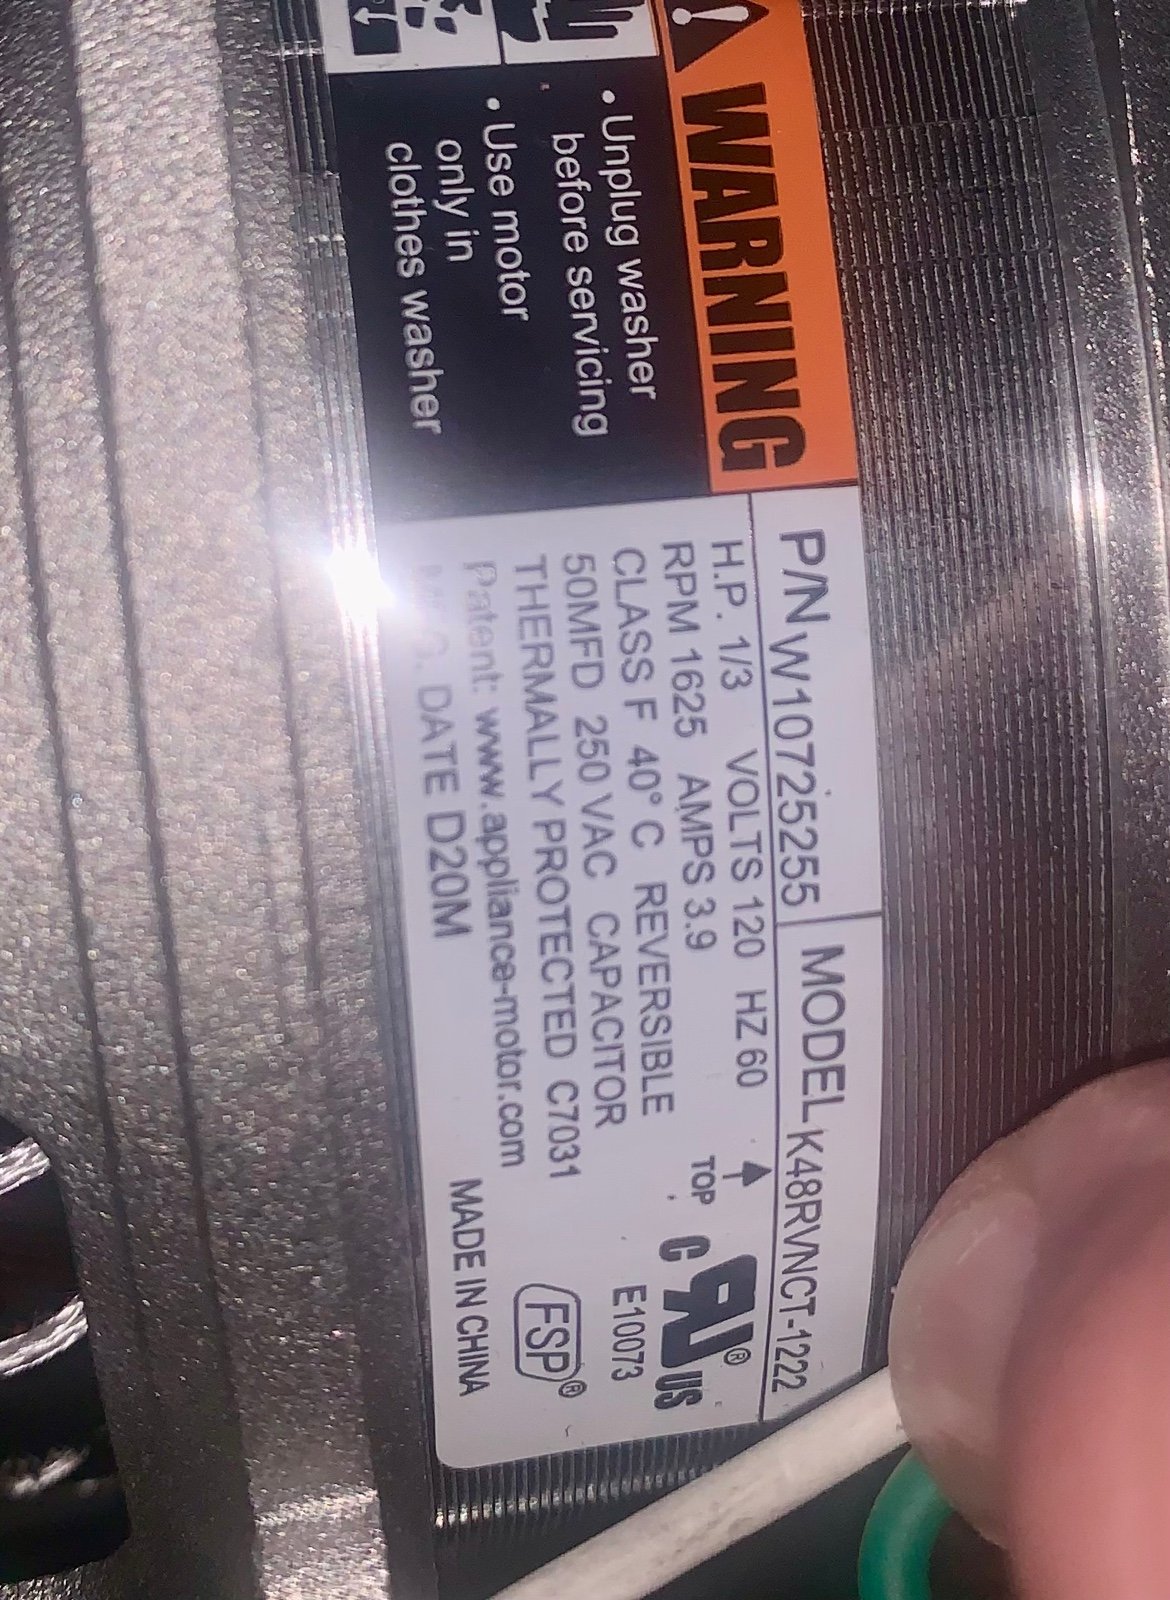 WARNING
• Unplug washer
before servicing
• Use motor
only in
clothes washer
P/N W10725255 MODEL K48RVNCT-1222
H.P. 1/3 VOLTS 120 HZ 60
RPM 1625 AMPS 3.9
CLASS F 40° C REVERSIBLE
50MFD 250 VAC CAPACITOR
THERMALLY PROTECTED C7031
Patent: www.appliance-motor.com
DATE D20M
TOP
C RU® US
E10073
FSP®
MADE IN CHINA